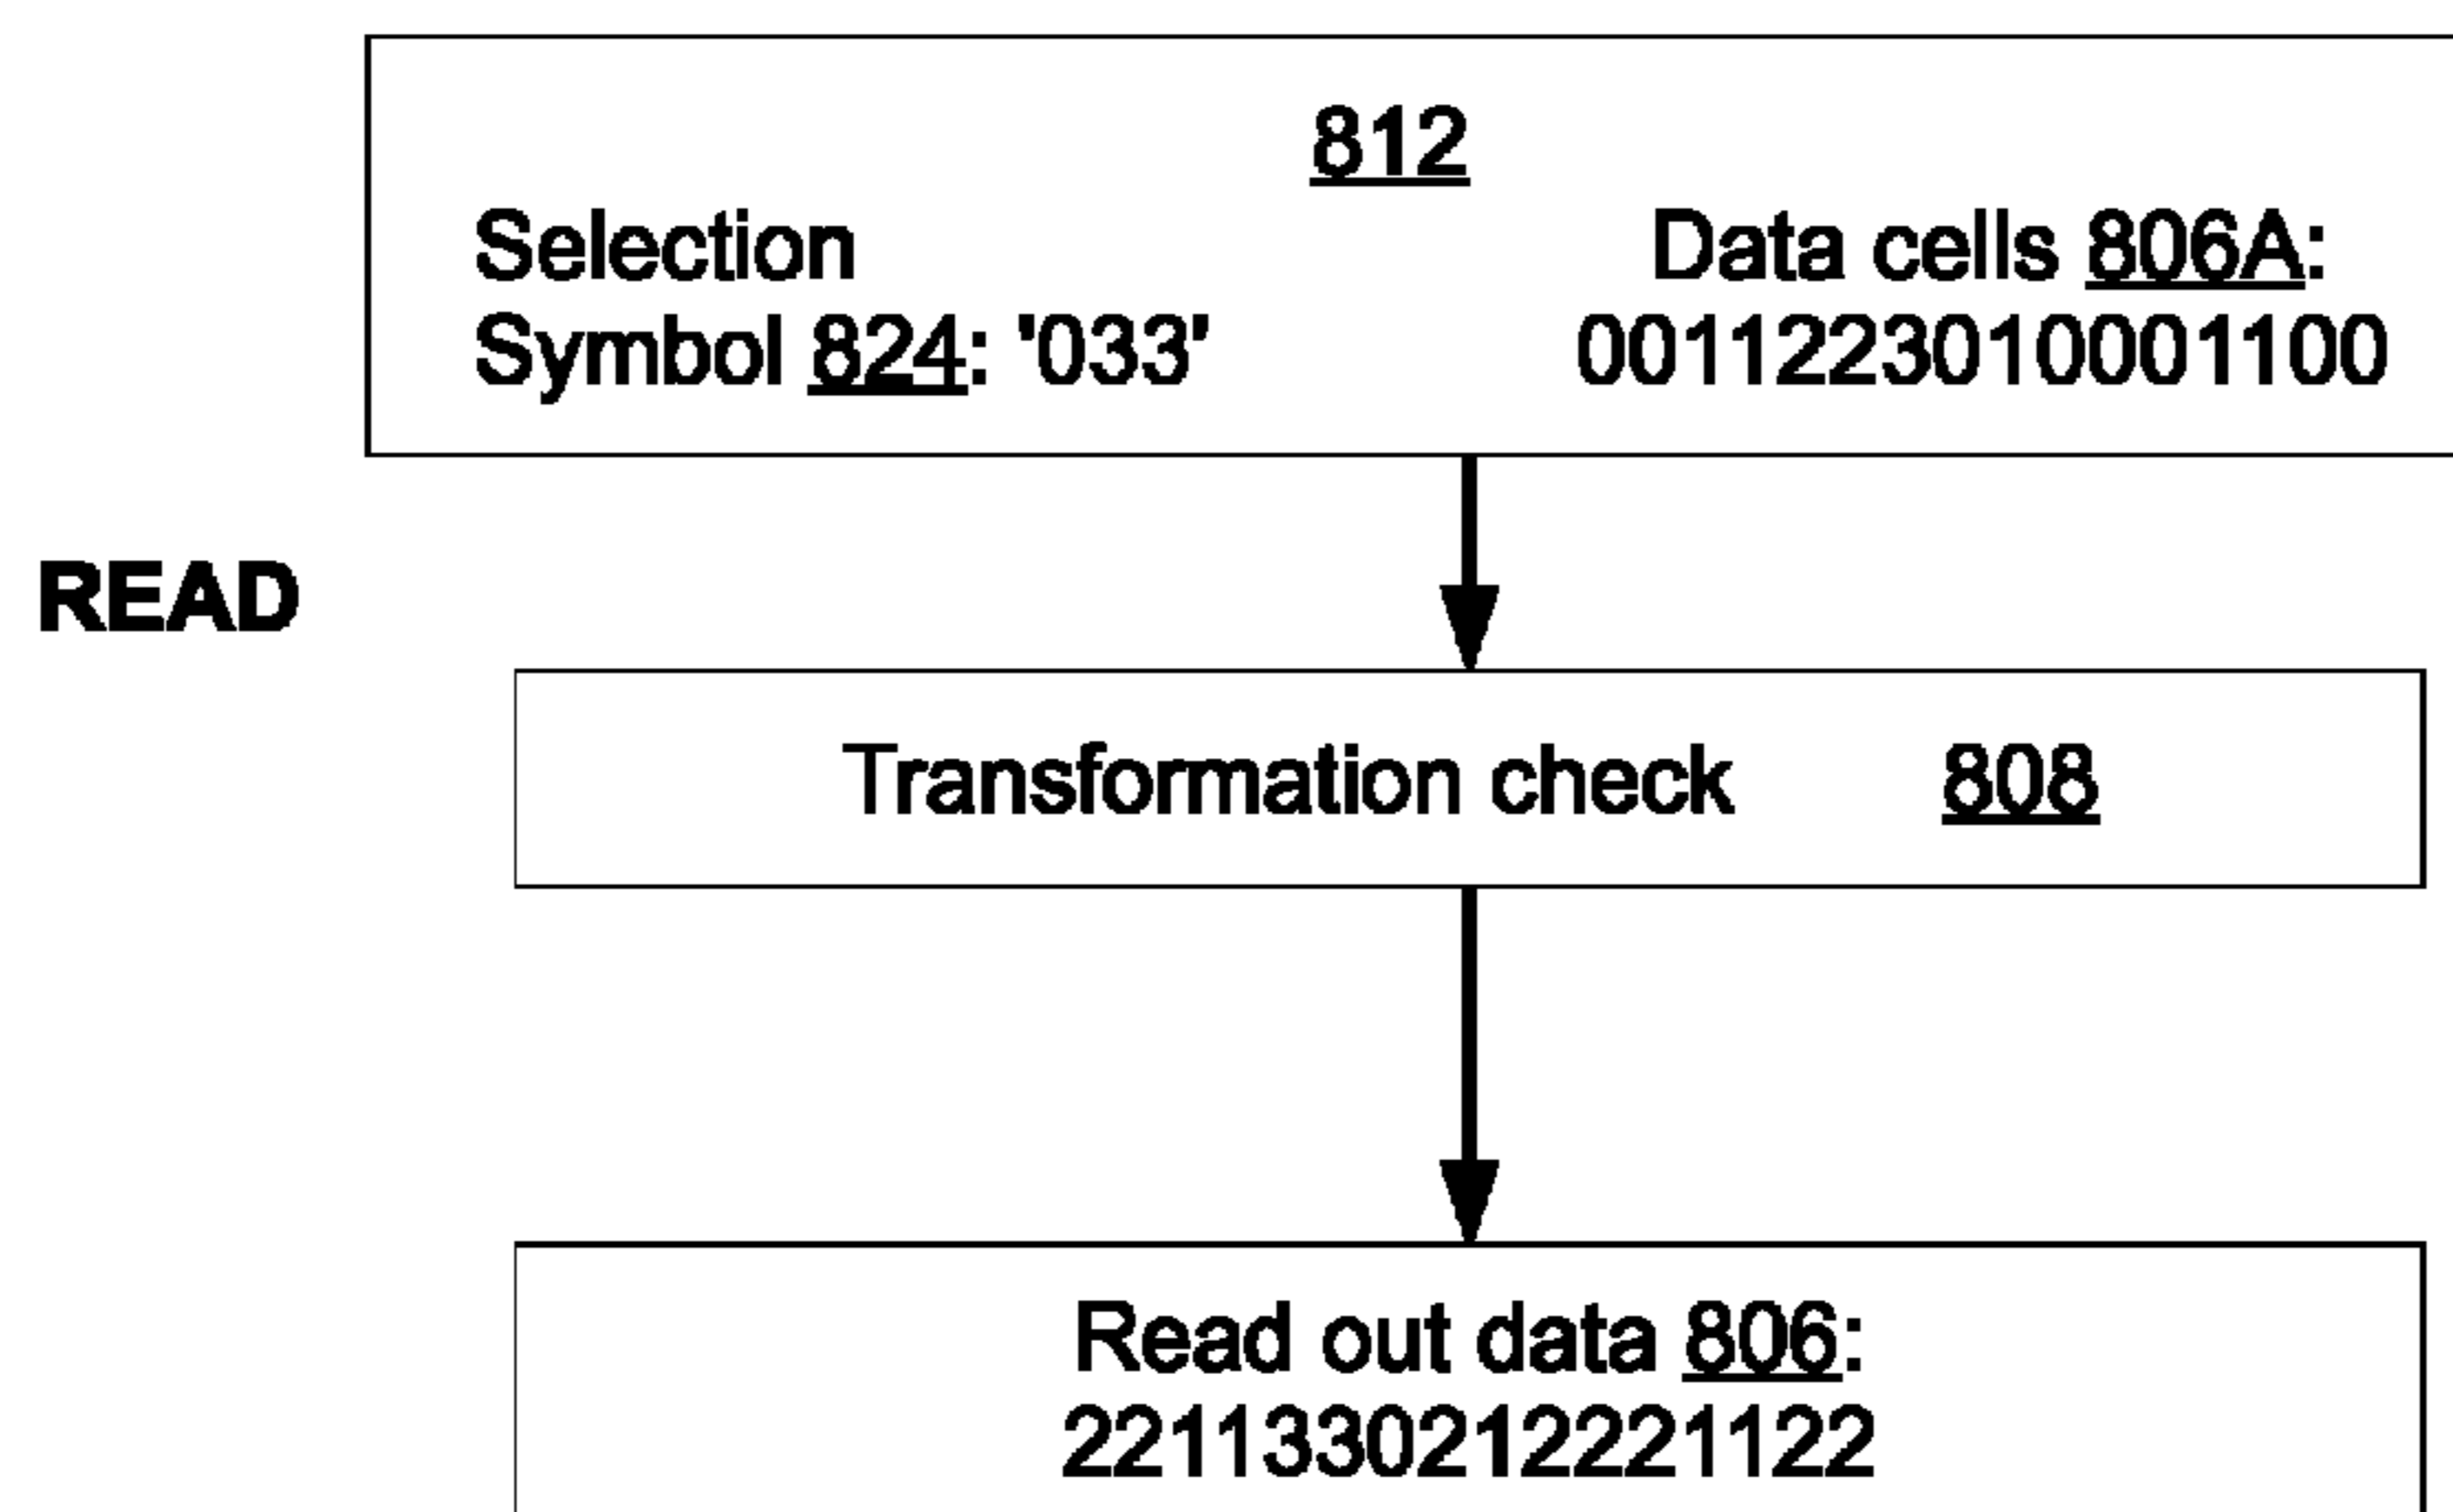 812
Selection
Symbol 824: '033'
Data cells 806A:
0011223010001100
READ
Transformation check 808
Read out data 806:
2211330212221122